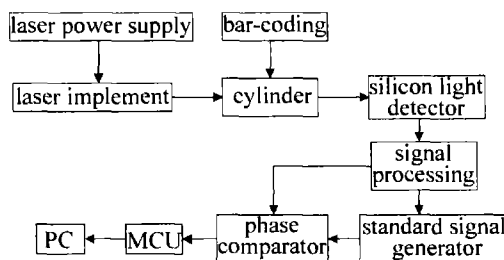 laser power supply
bar-coding
laser implement
cylinder
silicon light
detector
signal
processing
PC
MCU
phase
comparator
standard signal
generator